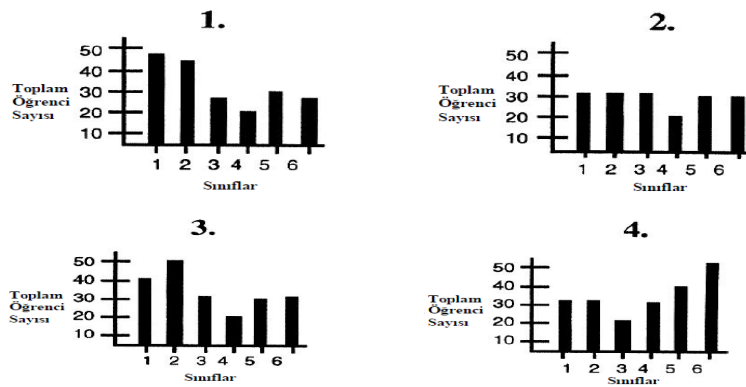 1.
50
40
30
20
10
Toplam
Öğrenci
Sayısı
1 2 3 4 5 6
Sınıflar
2.
50
40
30
20
10
Toplam
Öğrenci
Sayısı
1 2 3 4 5 6
Sınıflar
3.
50
40
30
20
10
Toplam
Öğrenci
Sayısı
1 2 3 4 5 6
Sınıflar
4.
50
40
30
20
10
Toplam
Öğrenci
Sayısı
1 2 3 4 5 6
Sınıflar